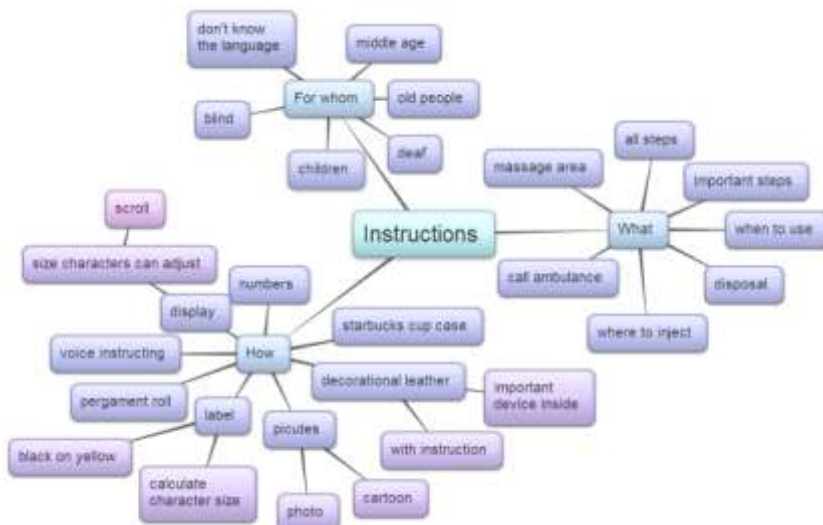 don't know
the language
middle age
For whom
old people
blind
deaf
children
all steps
massage area
important steps
scroll
Instructions
What
when to use
size characters can adjust
call ambulance
disposal
numbers
display
starbucks cup case
where to inject
voice instructing
How
decorational leather
important
device inside
pergament roll
label
picutes
with instruction
black on yellow
calculate
character size
cartoon
photo